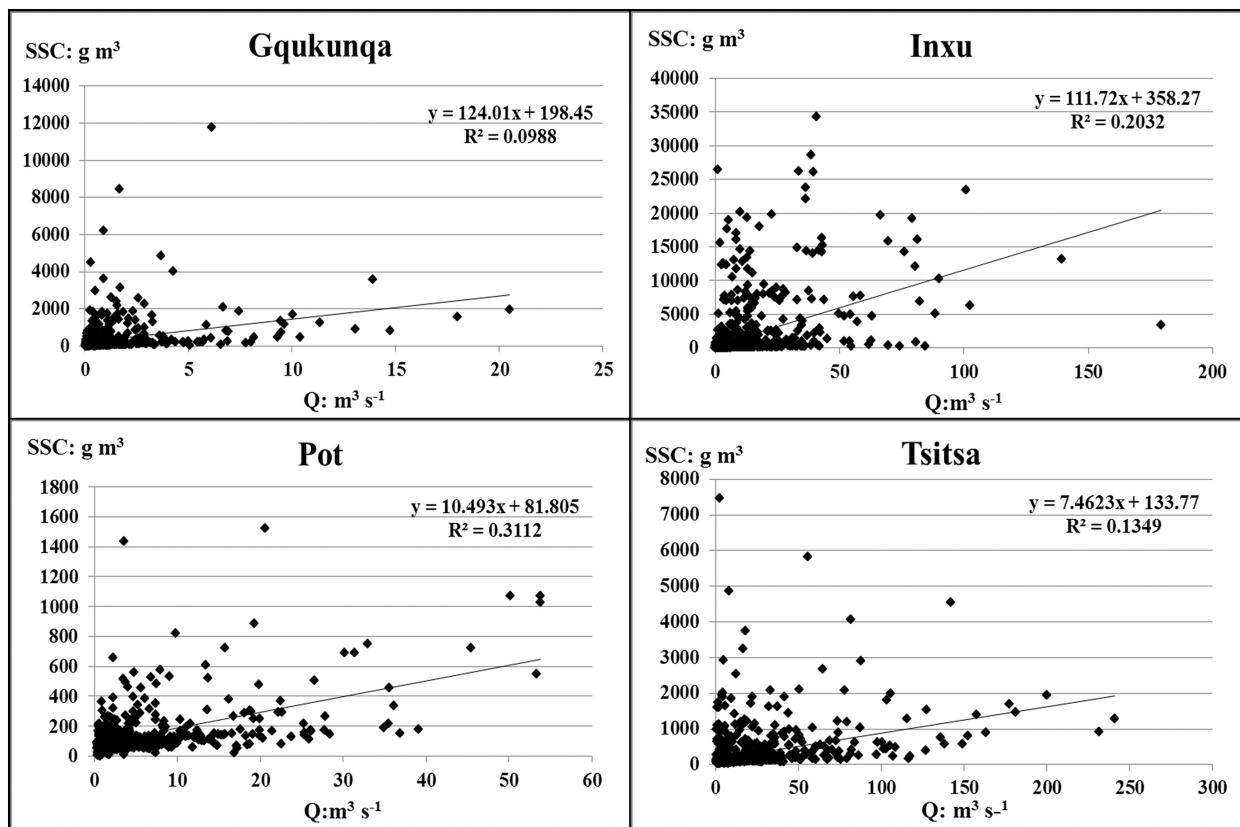 Gqukunqa
SSC: g m³
y = 124.01x + 198.45
R² = 0.0988
14000
12000
10000
8000
6000
4000
2000
0
0 5 10 15 20 25
Q: m³ s⁻¹
Inxu
SSC: g m³
y = 111.72x + 358.27
R² = 0.2032
40000
35000
30000
25000
20000
15000
10000
5000
0
0 50 100 150 200
Q:m³ s⁻¹
Pot
SSC: g m³
y = 10.493x + 81.805
R² = 0.3112
1800
1600
1400
1200
1000
800
600
400
200
0
0 10 20 30 40 50 60
Q:m³ s⁻¹
Tsitsa
SSC: g m³
y = 7.4623x + 133.77
R² = 0.1349
8000
7000
6000
5000
4000
3000
2000
1000
0
0 50 100 150 200 250 300
Q: m³ s-¹